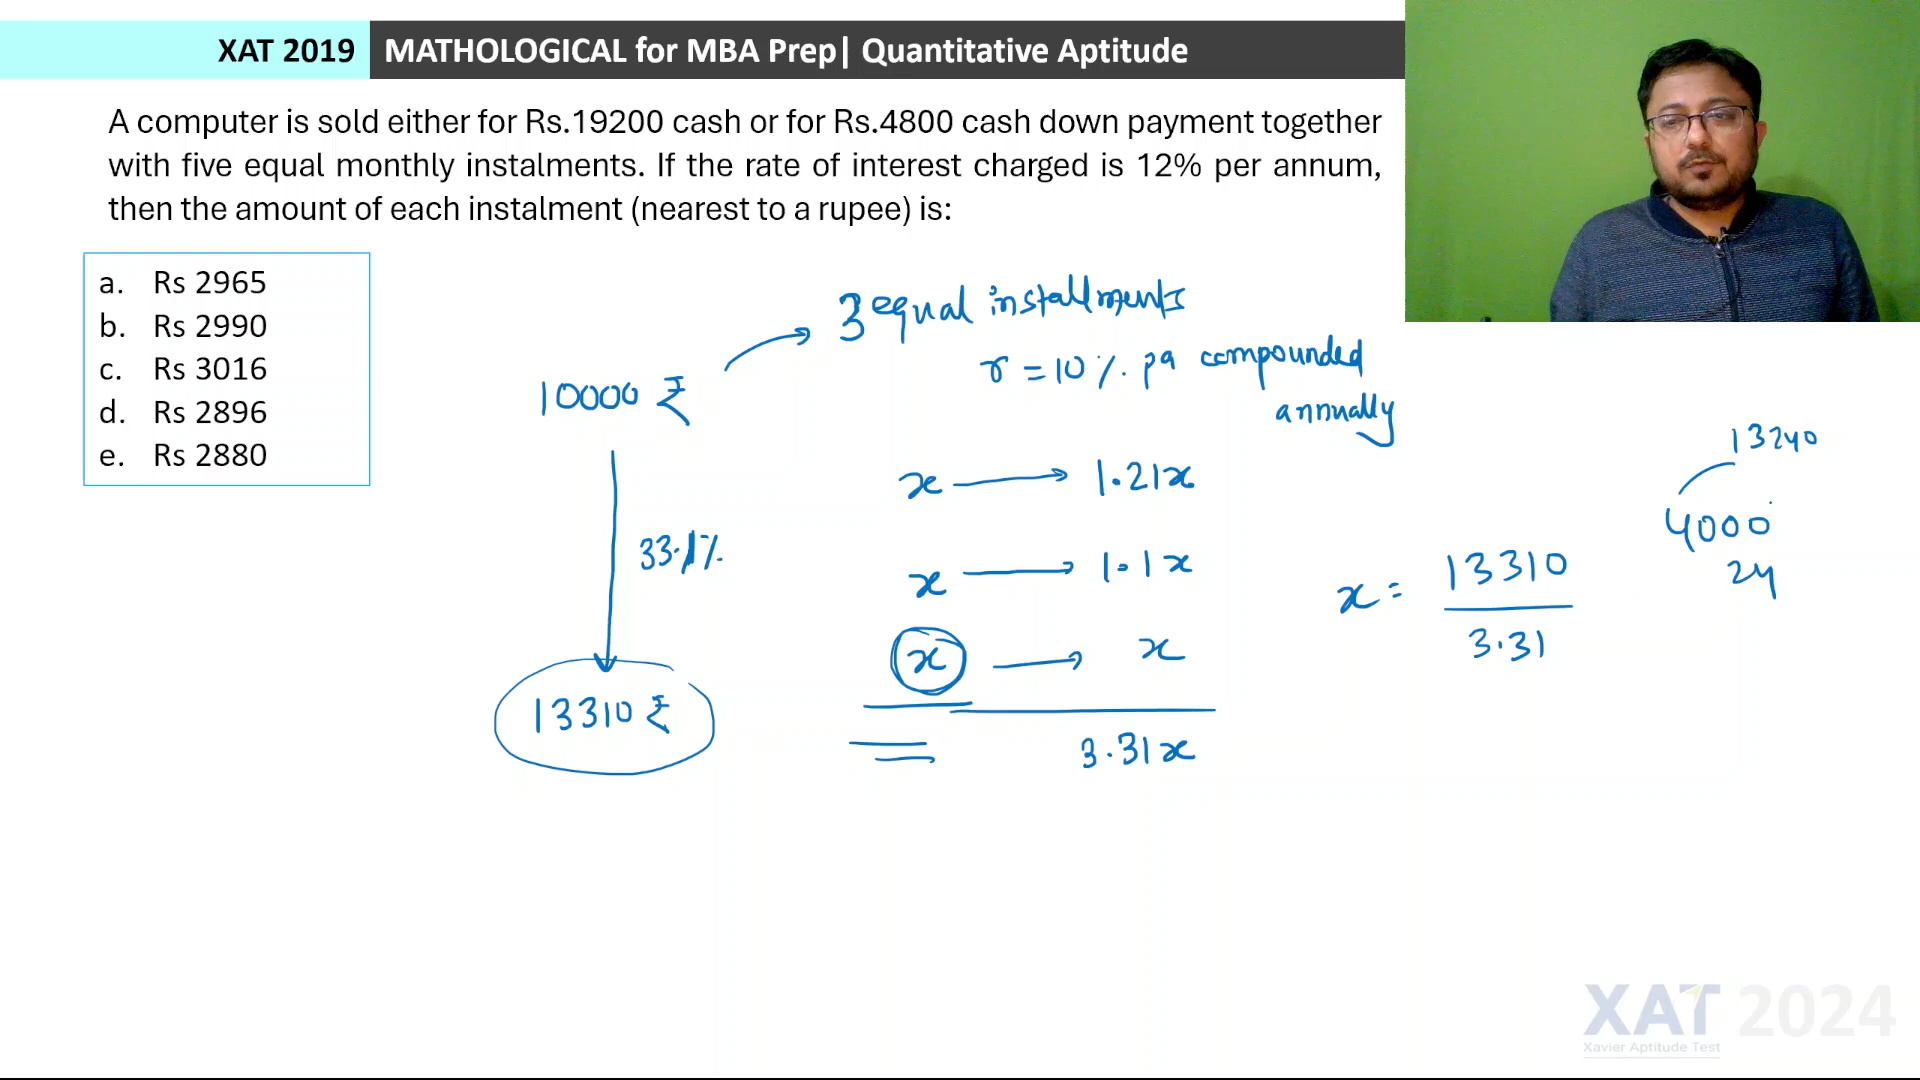 XAT 2019 MATHOLOGICAL for MBA Prep| Quantitative Aptitude
A computer is sold either for Rs.19200 cash or for Rs.4800 cash down payment together
with five equal monthly instalments. If the rate of interest charged is 12% per annum,
then the amount of each instalment (nearest to a rupee) is:
a. Rs 2965
b. Rs 2990
c. Rs 3016
d. Rs 2896
e. Rs 2880
3 equal installments
r = 10 %. pa compounded
annually
10000 ₹
33.1%
13310 ₹
x → 1.21x
x → 1.1x
x → x
3.31x
x = 13310
3.31
13240
4000
24
XAT 2024
Xavier Aptitude Test